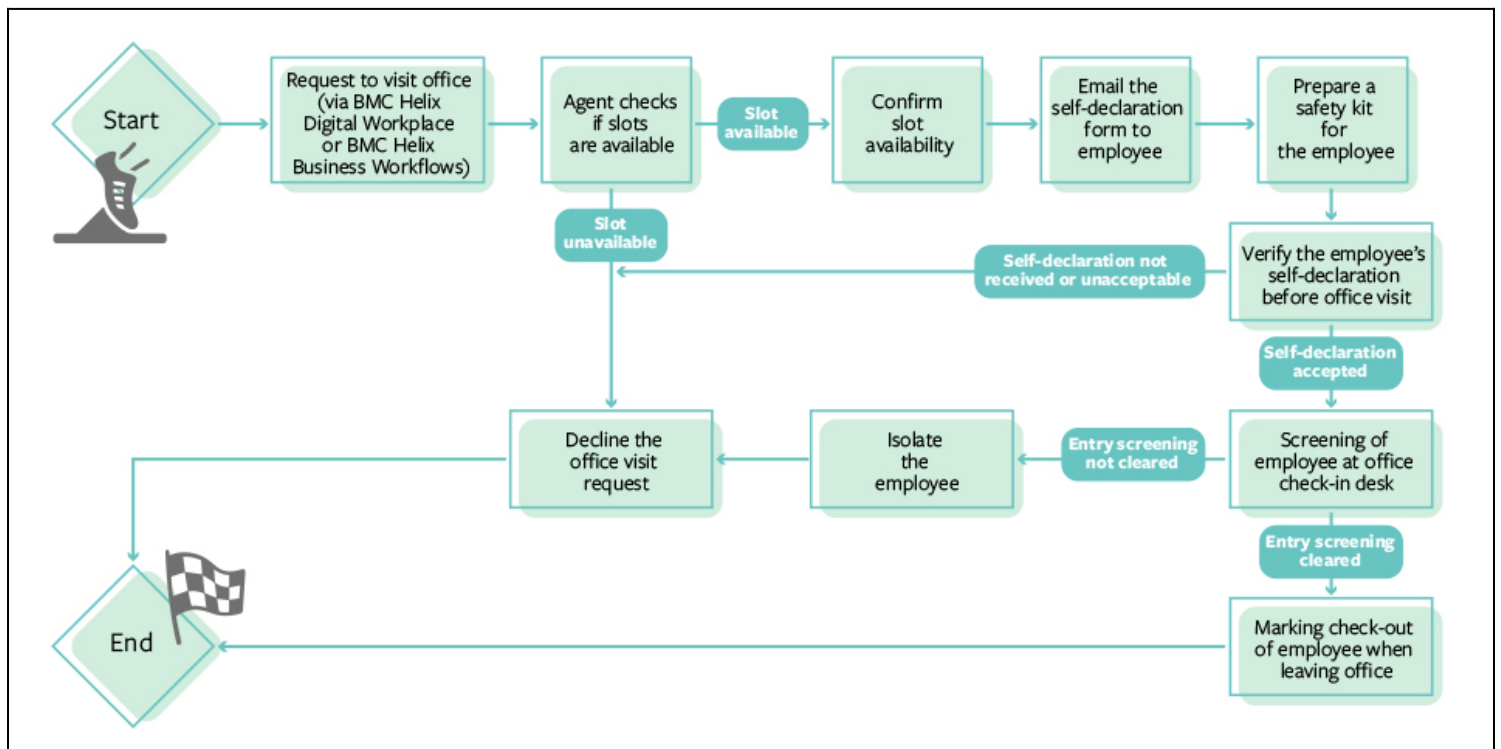 Start
Request to visit office
(via BMC Helix
Digital Workplace
or BMC Helix
Business Workflows)
Agent checks
if slots
are available
Slot
available
Confirm
slot
availability
Email the
self-declaration
form to
employee
Prepare a
safety kit
for
the employee
Slot
unavailable
Self-declaration not
received or unacceptable
Verify the employee’s
self-declaration
before office visit
Self-declaration
accepted
Decline the
office visit
request
Isolate
the
employee
Entry screening
not cleared
Screening of
employee at office
check-in desk
Entry screening
cleared
End
Marking check-out
of employee when
leaving office